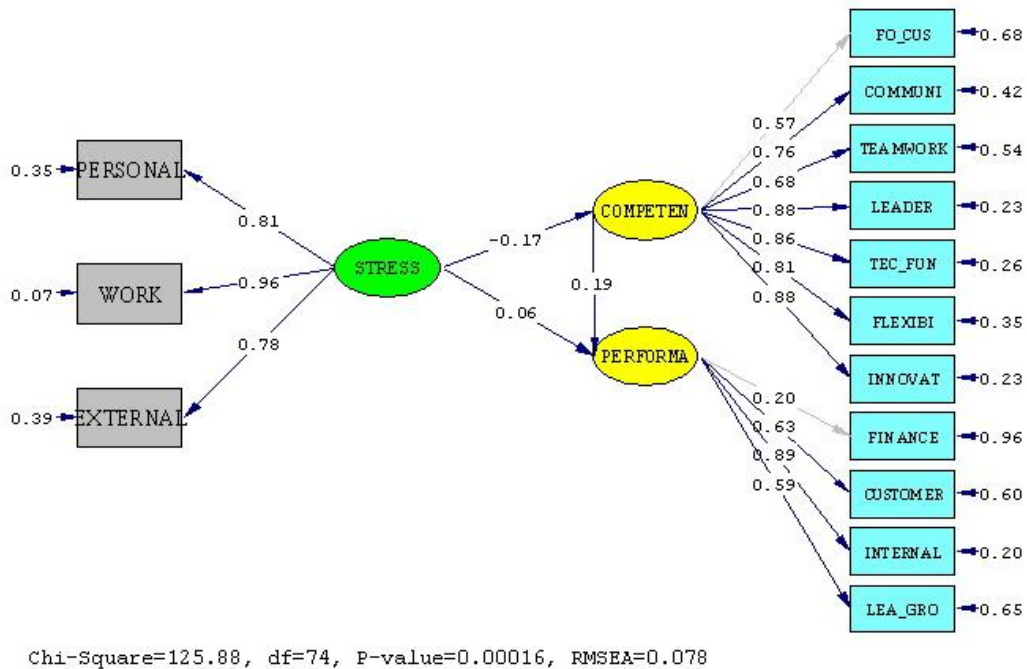 FO_CUS
0.68
COMMUNI
0.42
TEAMWORK
0.54
LEADER
0.23
TEC_FUN
0.26
FLEXIBI
0.35
INNOVAT
0.23
FINANCE
0.96
CUSTOMER
0.60
INTERNAL
0.20
LEA_GRO
0.65
0.57
0.76
0.68
0.88
0.86
0.81
0.88
0.20
0.63
0.89
0.59
COMPETEN
PERFORMA
0.19
-0.17
0.06
STRESS
0.81
0.96
0.78
0.35
PERSONAL
0.07
WORK
0.39
EXTERNAL
Chi-Square=125.88, df=74, P-value=0.00016, RMSEA=0.078